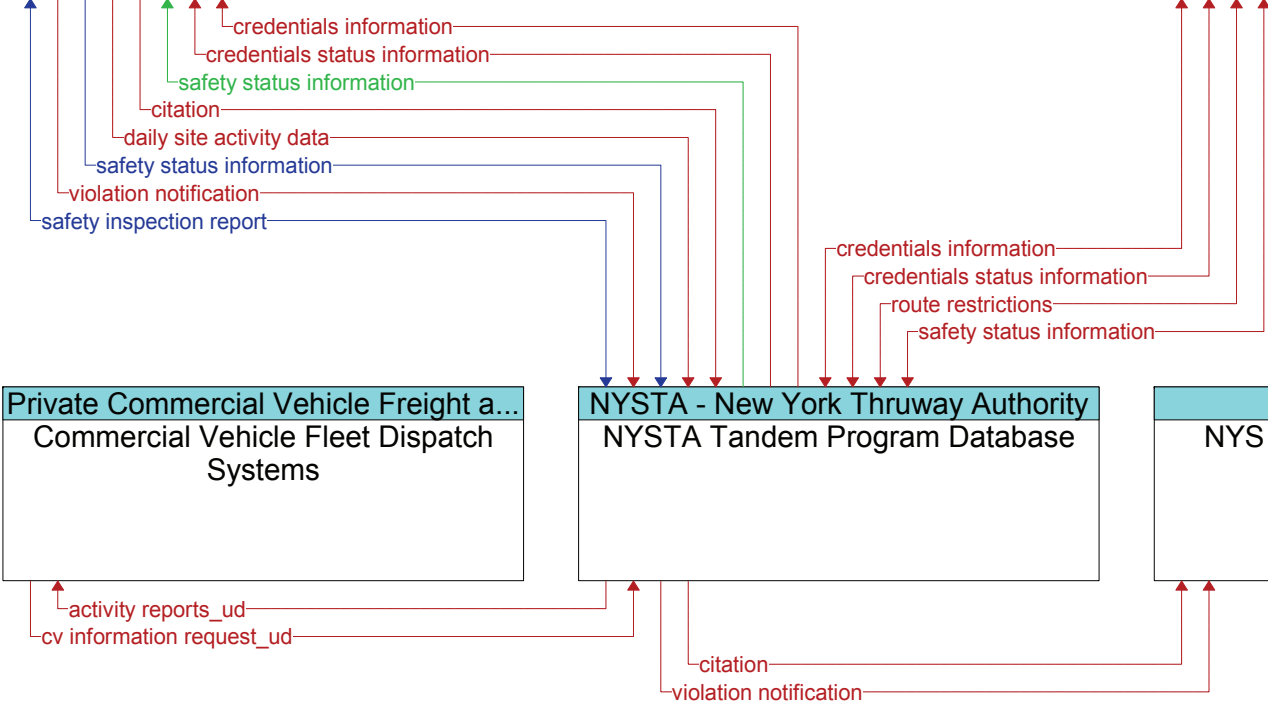 credentials information
credentials status information
safety status information
citation
daily site activity data
safety status information
violation notification
safety inspection report
credentials information
credentials status information
route restrictions
safety status information
Private Commercial Vehicle Freight a...
Commercial Vehicle Fleet Dispatch
Systems
NYSTA - New York Thruway Authority
NYSTA Tandem Program Database
NYS
activity reports_ud
cv information request_ud
citation
violation notification